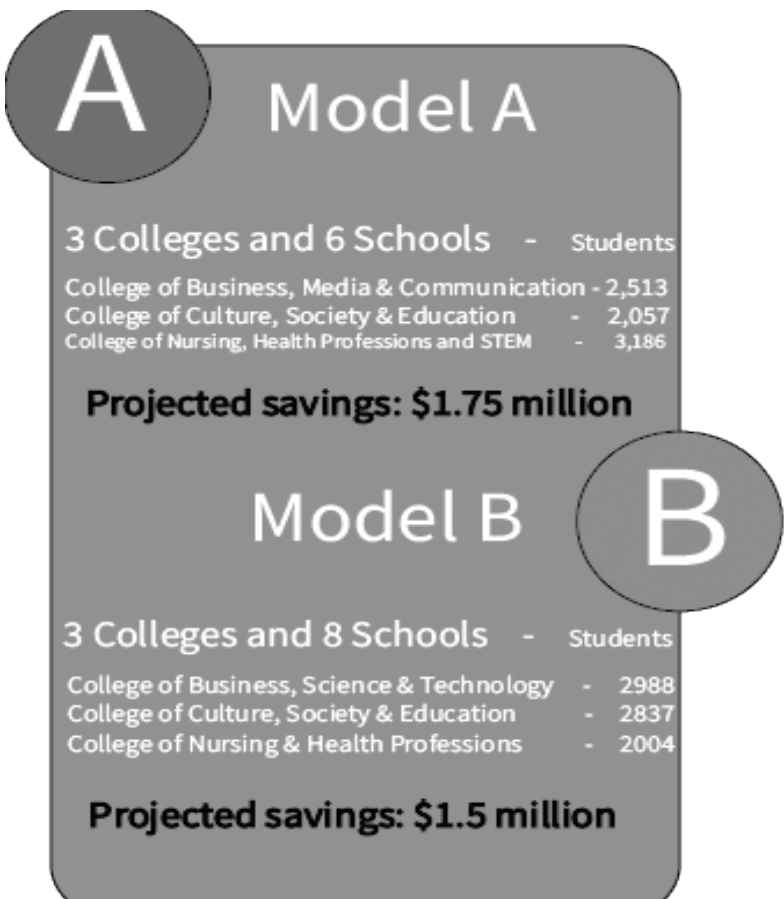 A
Model A
3 Colleges and 6 Schools - Students
College of Business, Media & Communication - 2,513
College of Culture, Society & Education - 2,057
College of Nursing, Health Professions and STEM - 3,186
Projected savings: $1.75 million
Model B
B
3 Colleges and 8 Schools - Students
College of Business, Science & Technology - 2988
College of Culture, Society & Education - 2837
College of Nursing & Health Professions - 2004
Projected savings: $1.5 million